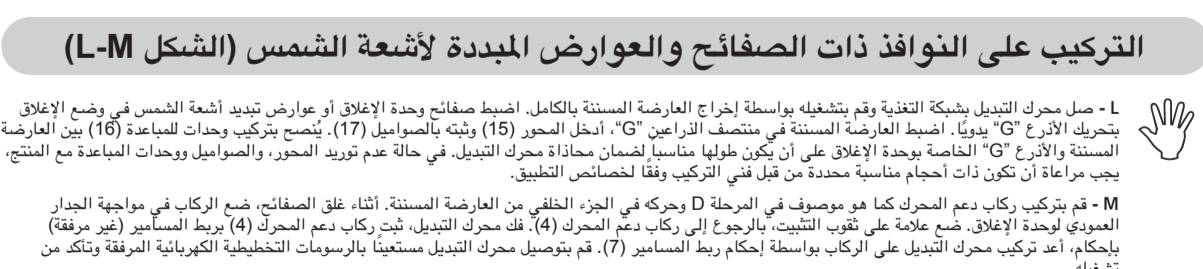 التركيب على النوافذ ذات الصفائح والعوارض المبددة لأشعة الشمس (الشكل L-M)
L - صل محرك التبديل بشبكة التغذية وقم بتشغيله بواسطة إخراج العارضة المسننة بالكامل. اضبط صفائح وحدة الإغلاق أو عوارض تبديد أشعة الشمس في وضع الإغلاق
بتحريك الأذرع "G" يدويًا. اضبط العارضة المسننة في منتصف الذراعين "G"، أدخل المحور (15) وثبته بالصواميل (17). يُنصح بتركيب وحدات للمباعدة (16) بين العارضة
المسننة والأذرع "G" الخاصة بوحدة الإغلاق على أن يكون طولها مناسباً لضمان محاذاة محرك التبديل. في حالة عدم توريد المحور، والصواميل ووحدات المباعدة مع المنتج،
يجب مراعاة أن تكون ذات أحجام مناسبة محددة من قبل فني التركيب وفقًا لخصائص التطبيق.
M - قم بتركيب ركاب دعم المحرك كما هو موصوف في المرحلة D وحركه في الجزء الخلفي من العارضة المسننة. أثناء غلق الصفائح، ضع الركاب في مواجهة الجدار
العمودي لوحدة الإغلاق. ضع علامة على ثقوب التثبيت، بالرجوع إلى ركاب دعم المحرك (4). فك محرك التبديل، ثبت ركاب دعم المحرك (4) بربط المسامير (غير مرفقة)
بإحكام، أعد تركيب محرك التبديل على الركاب بواسطة إحكام ربط المسامير (7). قم بتوصيل محرك التبديل مستعينًا بالرسومات التخطيطية الكهربائية المرفقة وتأكد من